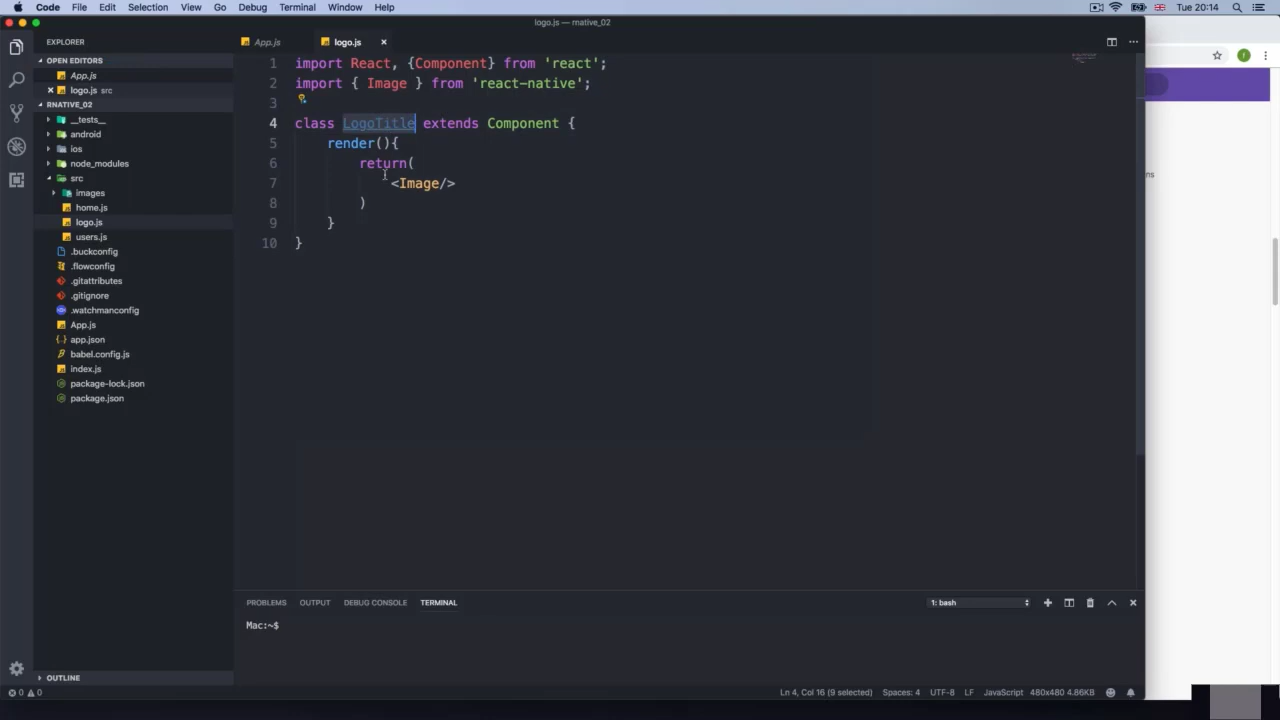 Code File Edit Selection View Go Debug Terminal Window Help Tue 20:14
logo.js — rnative_02
EXPLORER
OPEN EDITORS
App.js
logo.js src
RNATIVE_02
__tests__
android
ios
node_modules
src
images
home.js
logo.js
users.js
.buckconfig
.flowconfig
.gitattributes
.gitignore
.watchmanconfig
App.js
app.json
babel.config.js
index.js
package-lock.json
package.json
OUTLINE
App.js logo.js
1 import React, {Component} from 'react';
2 import { Image } from 'react-native';
3
4 class LogoTitle extends Component {
5 render(){
6 return(
7 <Image/>
8 )
9 }
10 }
PROBLEMS OUTPUT DEBUG CONSOLE TERMINAL 1: bash
Mac:~$
0 0 Ln 4, Col 16 (9 selected) Spaces: 4 UTF-8 LF JavaScript 480x480 4.86KB